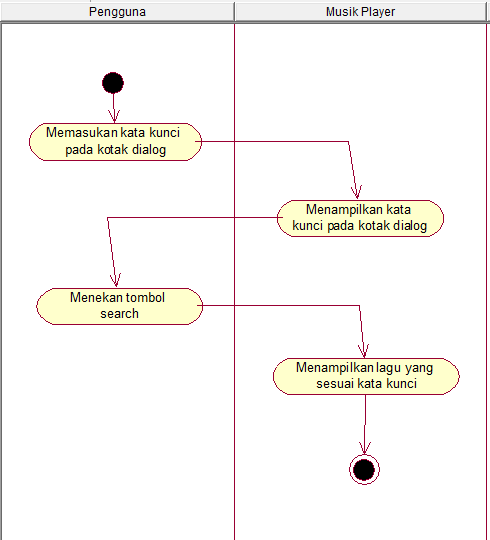 Pengguna
Musik Player
Memasukan kata kunci
pada kotak dialog
Menampilkan kata
kunci pada kotak dialog
Menekan tombol
search
Menampilkan lagu yang
sesuai kata kunci